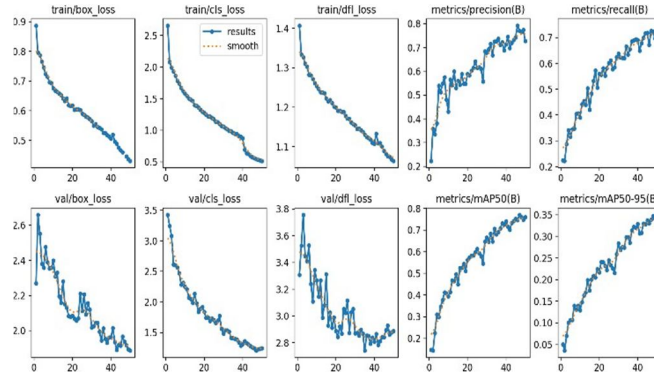 train/box_loss
train/cls_loss
train/dfl_loss
metrics/precision(B)
metrics/recall(B)
0.9
0.8
0.7
0.6
0.5
0 20 40
2.5
2.0
1.5
1.0
0.5
0 20 40
results
smooth
1.4
1.3
1.2
1.1
0 20 40
0.8
0.7
0.6
0.5
0.4
0.3
0.2
0 20 40
0.7
0.6
0.5
0.4
0.3
0.2
0 20 40
val/box_loss
val/cls_loss
val/dfl_loss
metrics/mAP50(B)
metrics/mAP50-95(B)
2.6
2.4
2.2
2.0
0 20 40
3.5
3.0
2.5
2.0
1.5
0 20 40
3.8
3.6
3.4
3.2
3.0
2.8
0 20 40
0.8
0.7
0.6
0.5
0.4
0.3
0.2
0 20 40
0.35
0.30
0.25
0.20
0.15
0.10
0.05
0 20 40